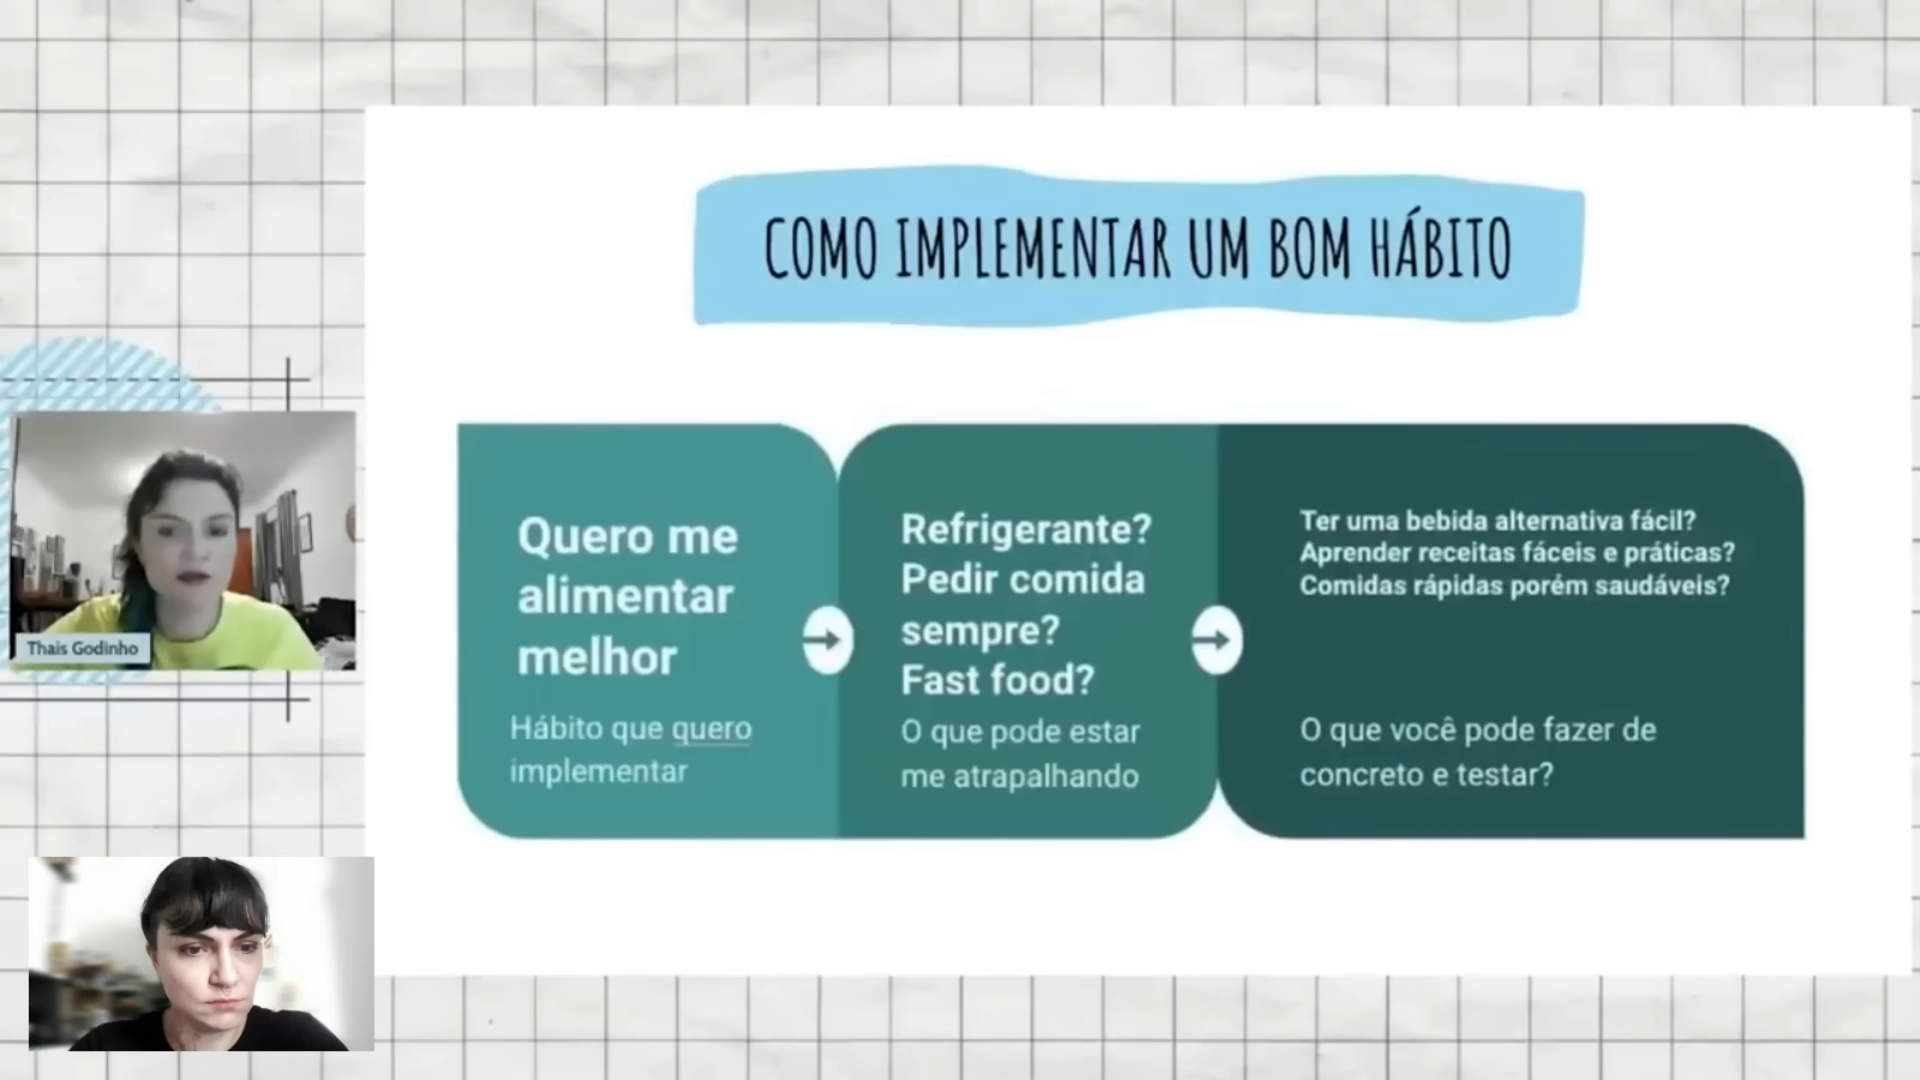 COMO IMPLEMENTAR UM BOM HÁBITO
Quero me
alimentar
melhor
Hábito que quero
implementar
Refrigerante?
Pedir comida
sempre?
Fast food?
O que pode estar
me atrapalhando
Ter uma bebida alternativa fácil?
Aprender receitas fáceis e práticas?
Comidas rápidas porém saudáveis?
O que você pode fazer de
concreto e testar?
Thais Godinho